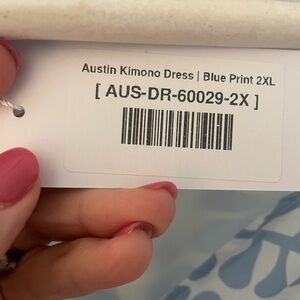 Austin Kimono Dress | Blue Print 2XL
[ AUS-DR-60029-2X ]